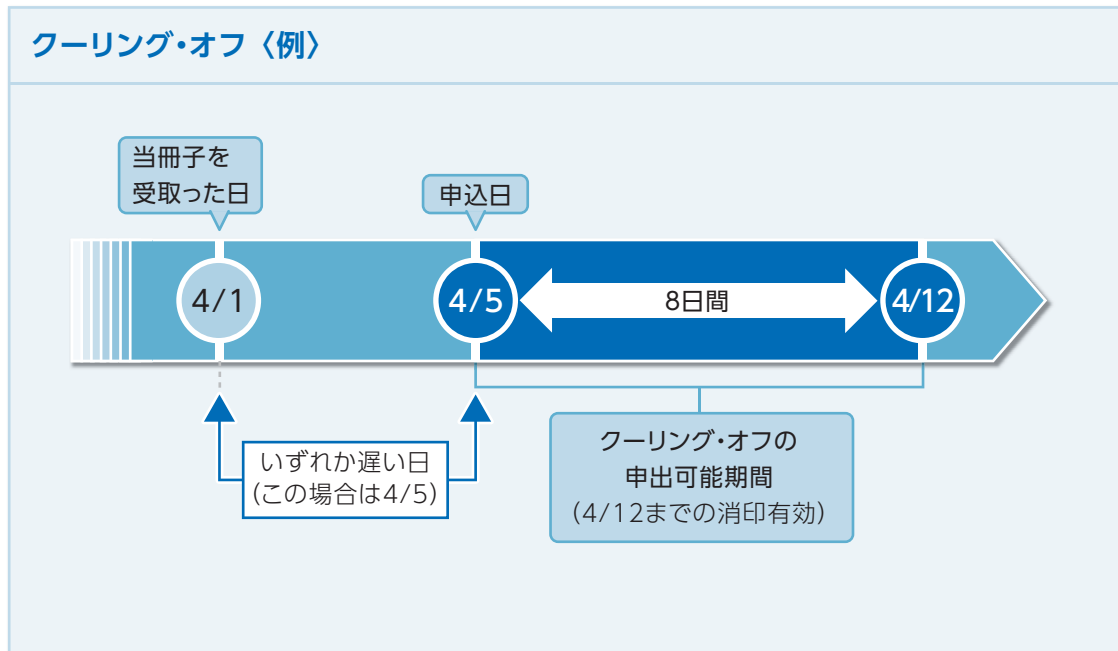 クーリング・オフ〈例〉
当冊子を
受取った日
申込日
4/1
4/5
8日間
4/12
いずれか遅い日
(この場合は4/5)
クーリング・オフの
申出可能期間
(4/12までの消印有効)